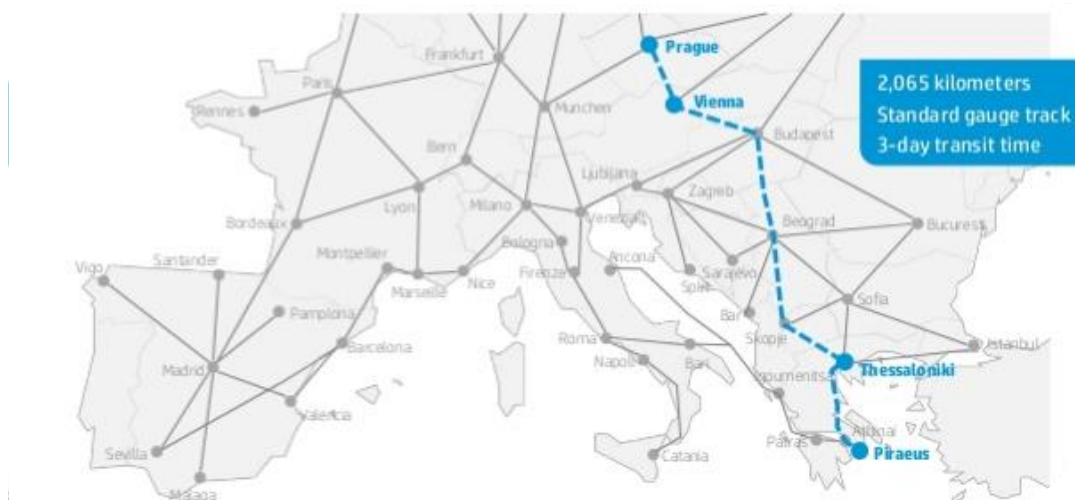 Prague
Frankfurt
2,065 kilometers
Standard gauge track
3-day transit time
Paris
Vienna
Rennes
Munchen
Budapest
Bern
Ljubljana
Zagreb
Lyon
Milano
Venezia
Beograd
Bucurest
Bordeaux
Bologna
Montpellier
Ancona
Sarajevo
Vigo
Santander
Firenze
Split
Marseille
Nice
Sofia
Pamplona
Bar
Skopje
Roma
Istanbul
Barcelona
Napoli
Bari
Madrid
Thessaloniki
Igoumenitsa
Valencia
Athinai
Patras
Sevilla
Catania
Piraeus
Malaga